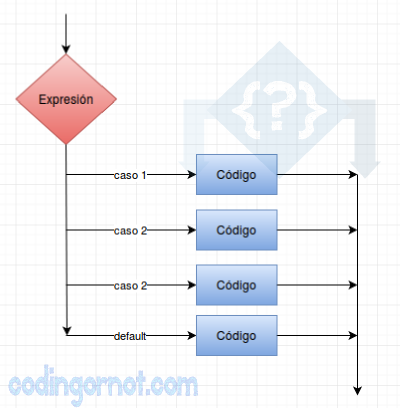 Expresión
{?}
caso 1
Código
caso 2
Código
caso 2
Código
default
Código
codingornot.com